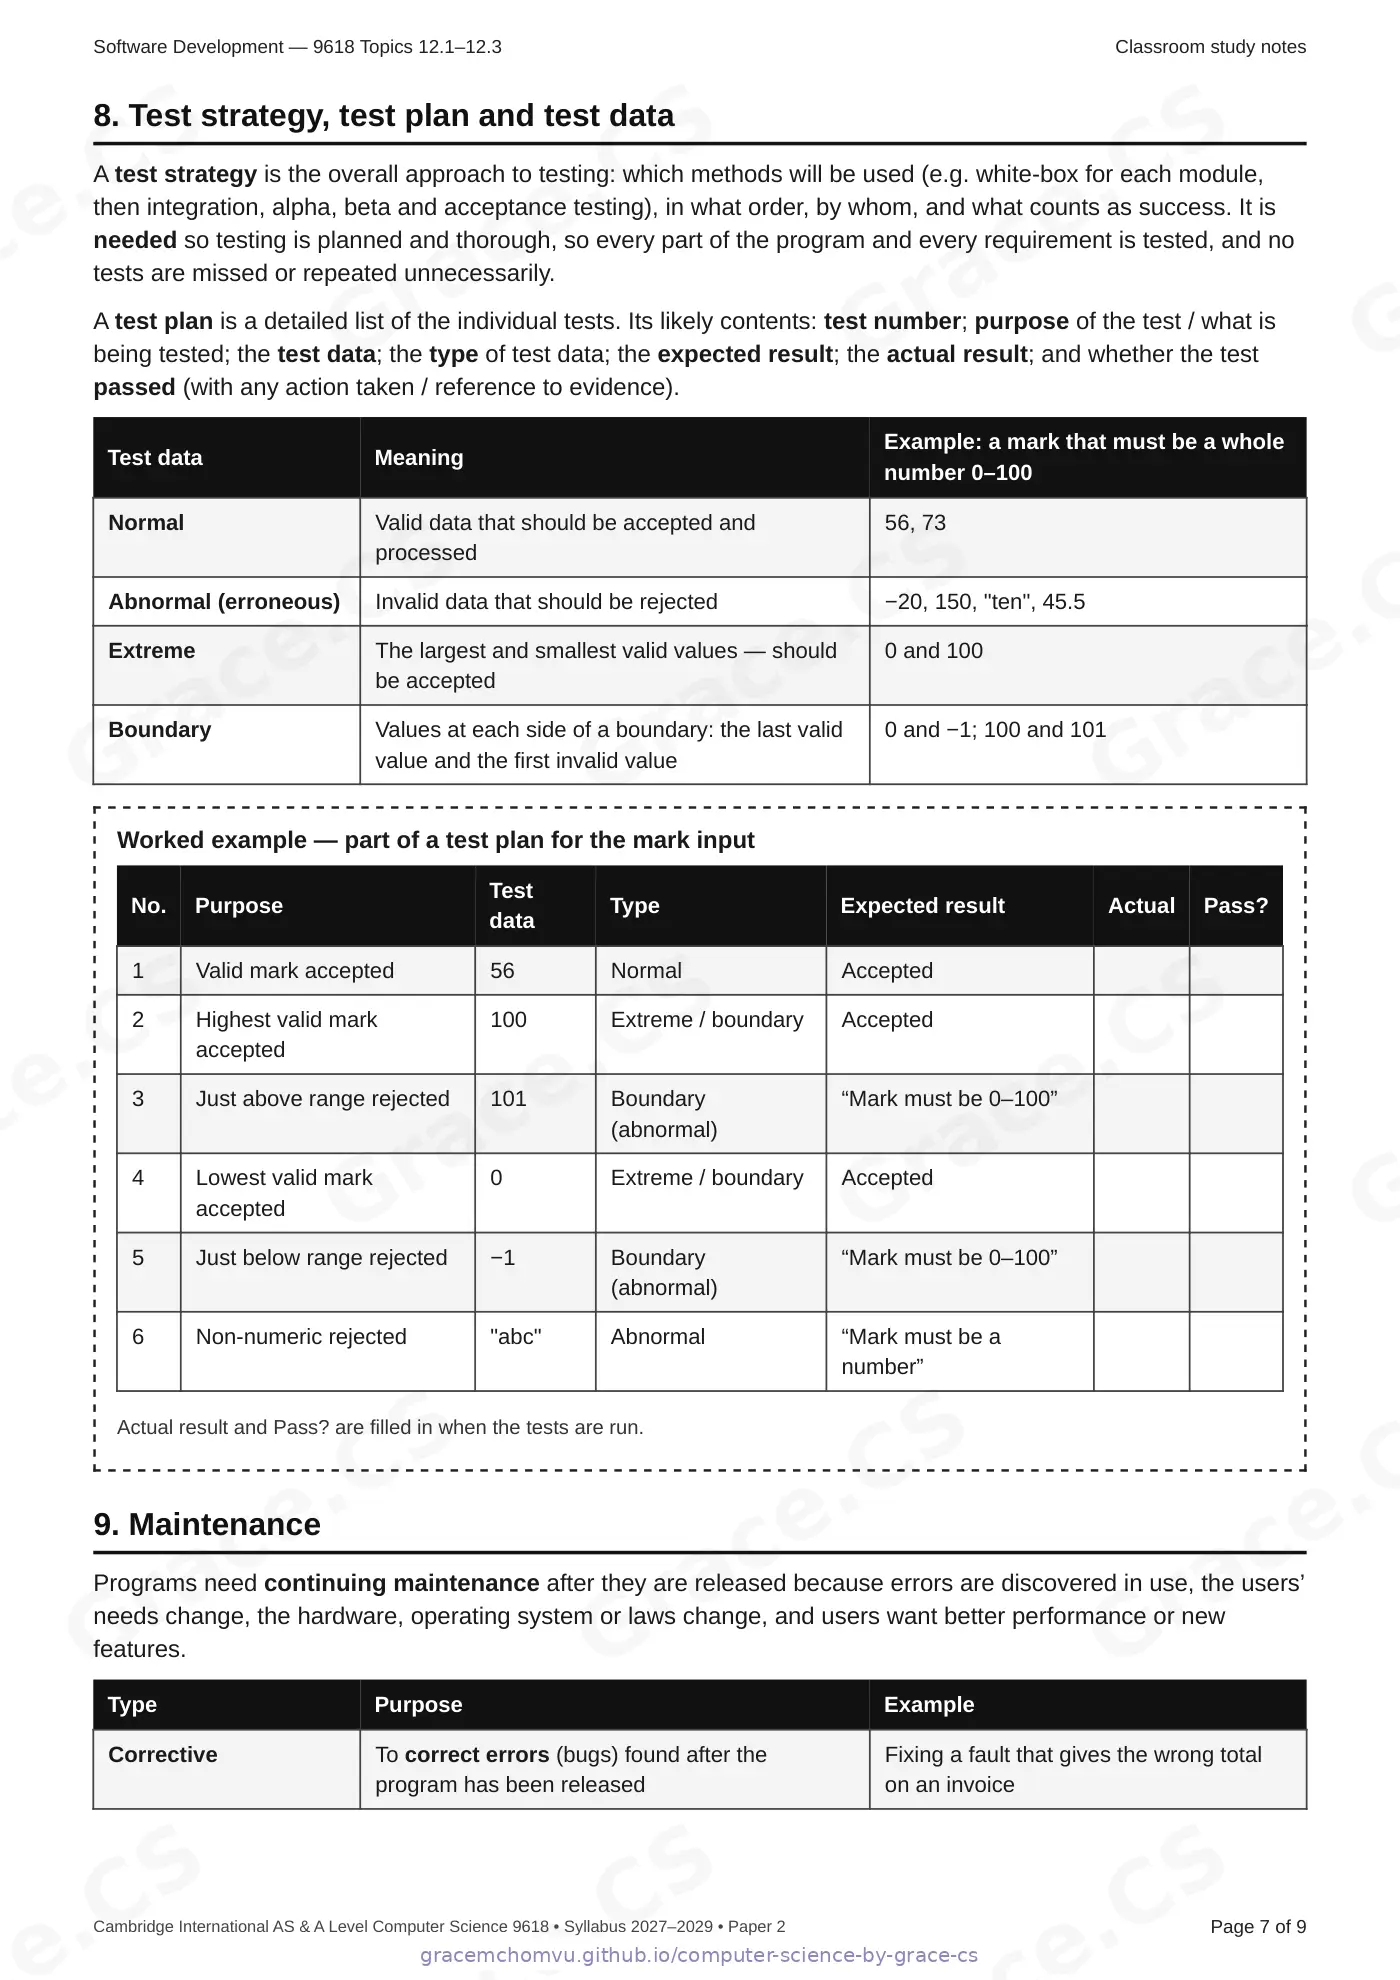 Software Development — 9618 Topics 12.1–12.3
Classroom study notes
8. Test strategy, test plan and test data
A test strategy is the overall approach to testing: which methods will be used (e.g. white-box for each module,
then integration, alpha, beta and acceptance testing), in what order, by whom, and what counts as success. It is
needed so testing is planned and thorough, so every part of the program and every requirement is tested, and no
tests are missed or repeated unnecessarily.
A test plan is a detailed list of the individual tests. Its likely contents: test number; purpose of the test / what is
being tested; the test data; the type of test data; the expected result; the actual result; and whether the test
passed (with any action taken / reference to evidence).
Test data
Meaning
Example: a mark that must be a whole
number 0–100
Normal
Valid data that should be accepted and
processed
56, 73
Abnormal (erroneous)
Invalid data that should be rejected
−20, 150, "ten", 45.5
Extreme
The largest and smallest valid values — should
be accepted
0 and 100
Boundary
Values at each side of a boundary: the last valid
value and the first invalid value
0 and −1; 100 and 101
Worked example — part of a test plan for the mark input
No.
Purpose
Test
data
Type
Expected result
Actual
Pass?
1
Valid mark accepted
56
Normal
Accepted
2
Highest valid mark
accepted
100
Extreme / boundary
Accepted
3
Just above range rejected
101
Boundary
(abnormal)
“Mark must be 0–100”
4
Lowest valid mark
accepted
0
Extreme / boundary
Accepted
5
Just below range rejected
−1
Boundary
(abnormal)
“Mark must be 0–100”
6
Non-numeric rejected
"abc"
Abnormal
“Mark must be a
number”
Actual result and Pass? are filled in when the tests are run.
9. Maintenance
Programs need continuing maintenance after they are released because errors are discovered in use, the users’
needs change, the hardware, operating system or laws change, and users want better performance or new
features.
Type
Purpose
Example
Corrective
To correct errors (bugs) found after the
program has been released
Fixing a fault that gives the wrong total
on an invoice
Cambridge International AS & A Level Computer Science 9618 • Syllabus 2027–2029 • Paper 2
Page 7 of 9
gracemchomvu.github.io/computer-science-by-grace-cs
Grace.CS